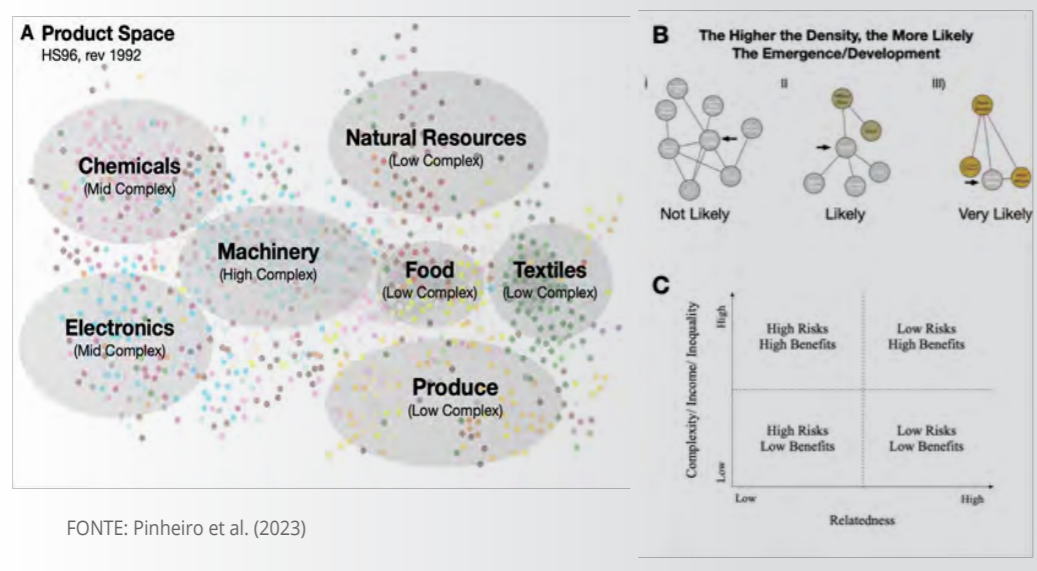 A Product Space
HS96, rev 1992
Natural Resources
(Low Complex)
Chemicals
(Mid Complex)
Machinery
(High Complex)
Food
(Low Complex)
Textiles
(Low Complex)
Electronics
(Mid Complex)
Produce
(Low Complex)
FONTE: Pinheiro et al. (2023)
B The Higher the Density, the More Likely
The Emergence/Development
I
II
III)
Not Likely
Likely
Very Likely
C
Complexity/ Income/ Inequality
High
Low
High Risks
High Benefits
Low Risks
High Benefits
High Risks
Low Benefits
Low Risks
Low Benefits
Low
High
Relatedness